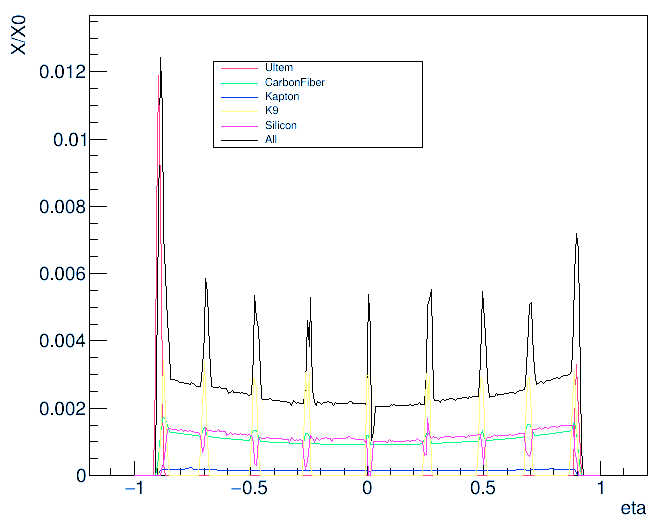 X/X0
0.012
0.01
0.008
0.006
0.004
0.002
0
Ultem
CarbonFiber
Kapton
K9
Silicon
All
−1 −0.5 0 0.5 1
eta